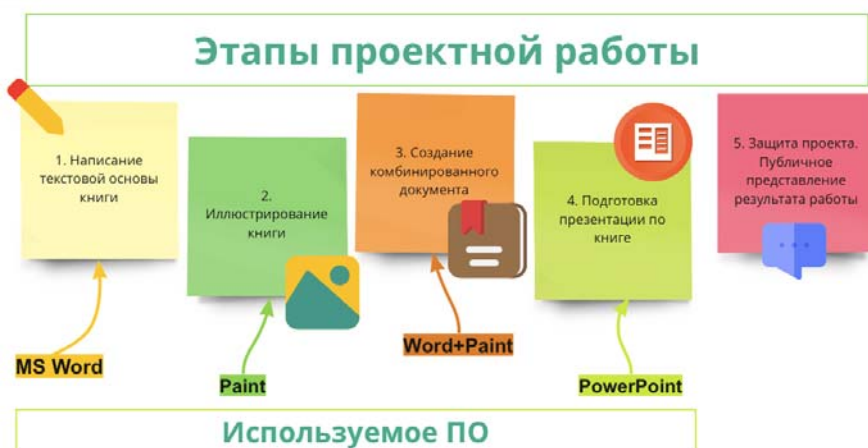 Этапы проектной работы
1. Написание
текстовой основы
книги
2.
Иллюстрирование
книги
3. Создание
комбинированного
документа
4. Подготовка
презентации по
книге
5. Защита проекта.
Публичное
представление
результата работы
MS Word
Paint
Word+Paint
PowerPoint
Используемое ПО